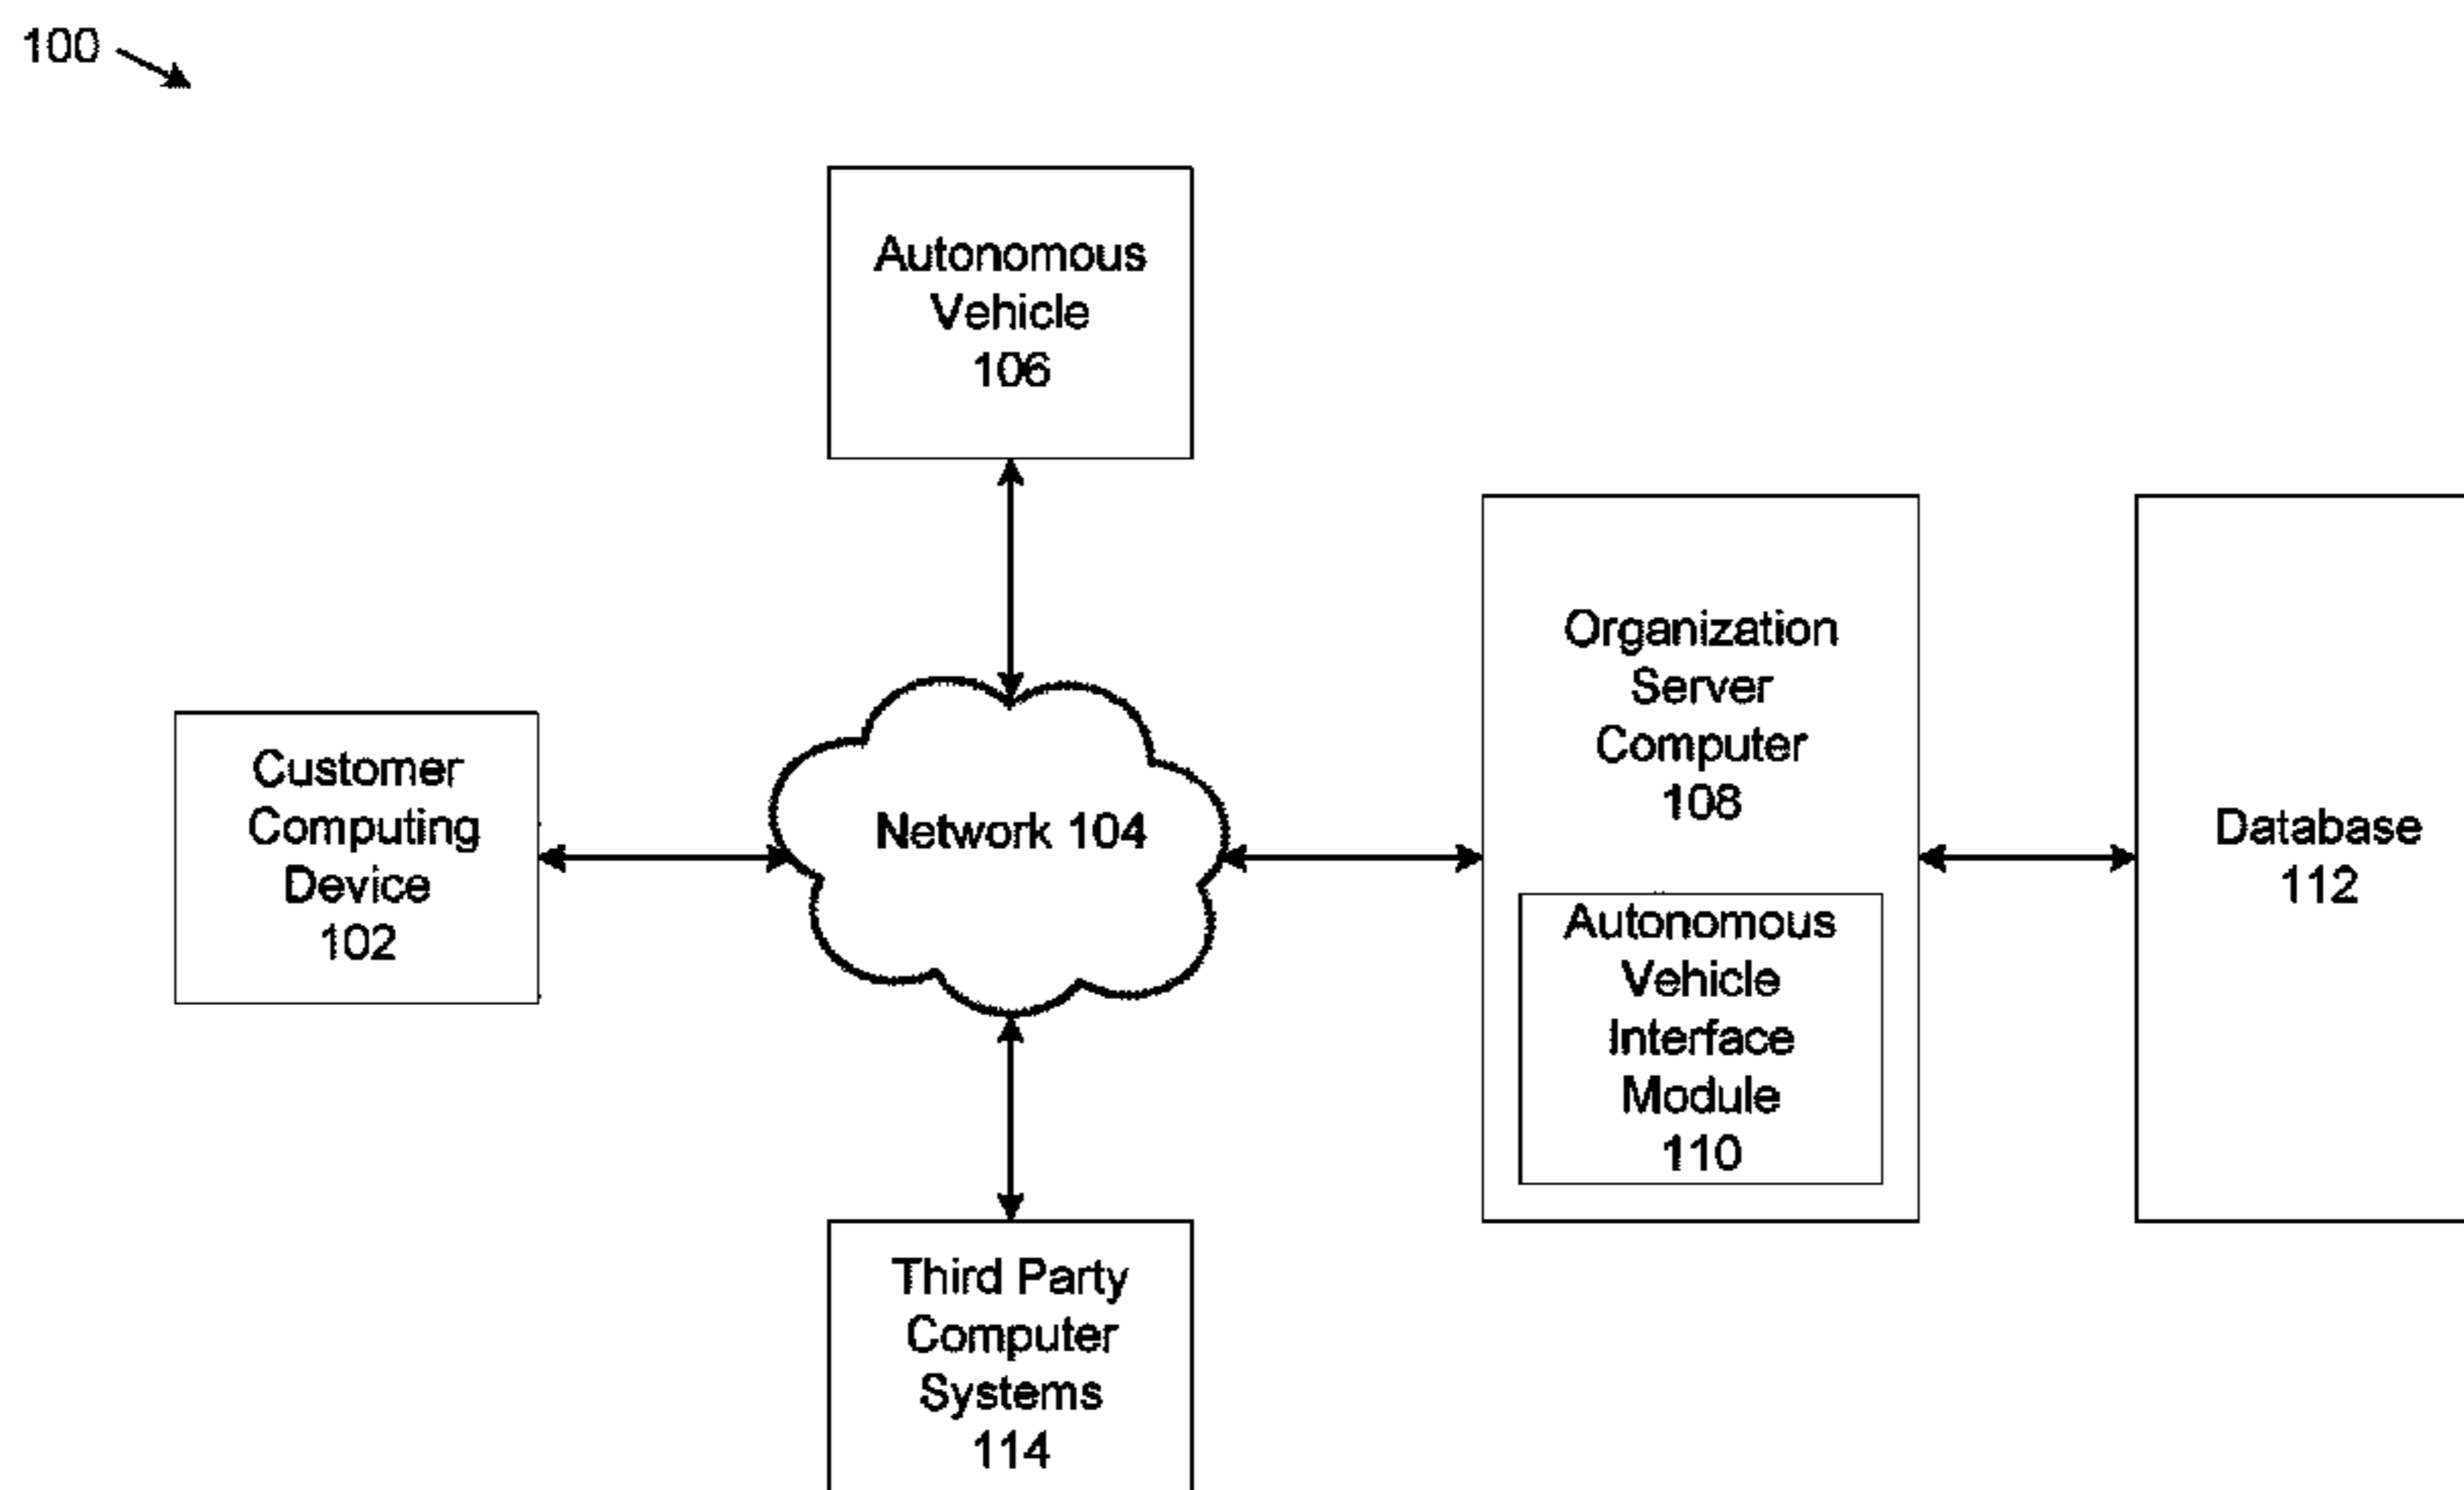 100
Autonomous
Vehicle
106
Customer
Computing
Device
102
Network 104
Organization
Server
Computer
108
Autonomous
Vehicle
Interface
Module
110
Database
112
Third Party
Computer
Systems
114